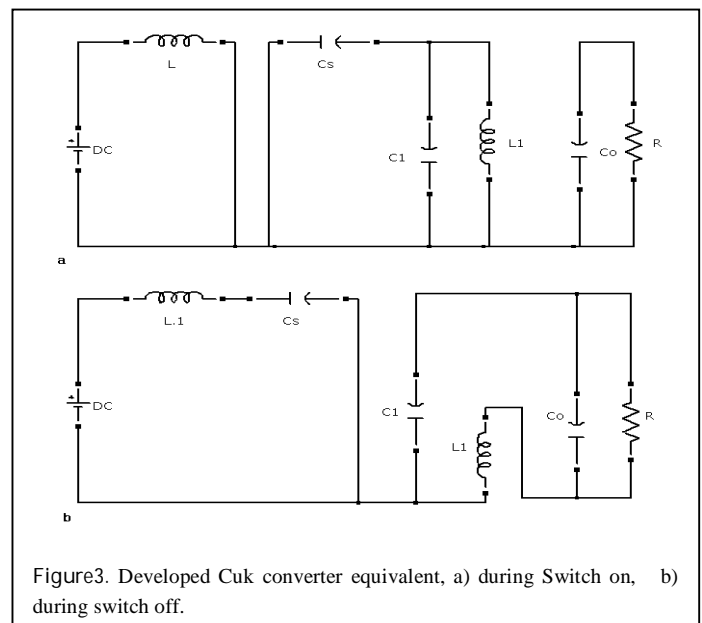 L
Cs
DC
C1
L1
Co
R
a
L.1
Cs
DC
C1
L1
Co
R
b
Figure3. Developed Cuk converter equivalent, a) during Switch on, b)
during switch off.